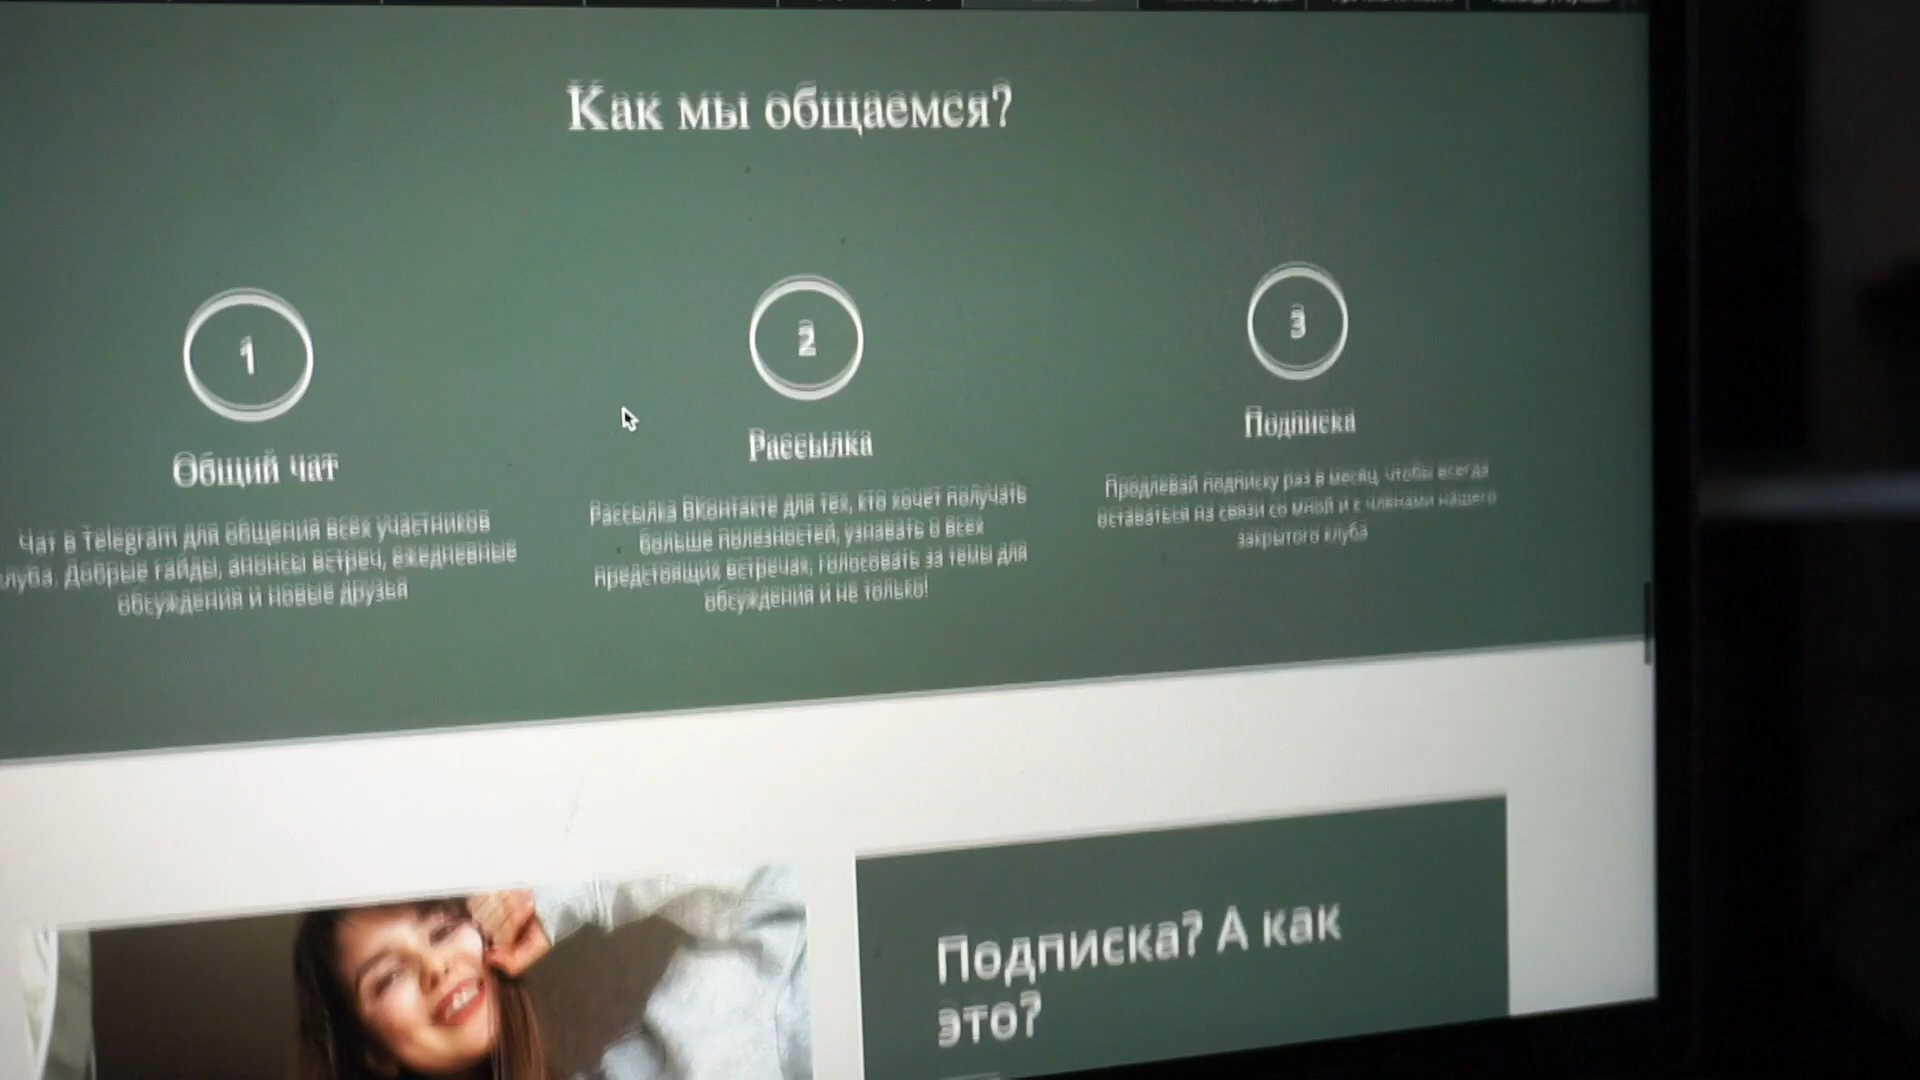 Как мы общаемся?
1
Общий чат
Чат в Telegram для общения всех участников
клуба. Добрые гайды, анонсы встреч, ежедневные
обсуждения и новые друзья
2
Рассылка
Рассылка ВКонтакте для тех, кто хочет получать
больше полезностей, узнавать о всех
предстоящих встречах, голосовать за темы для
обсуждения и не только!
3
Подписка
Продлевай подписку раз в месяц, чтобы всегда
оставаться на связи со мной и с членами нашего
закрытого клуба
Подписка? А как
это?